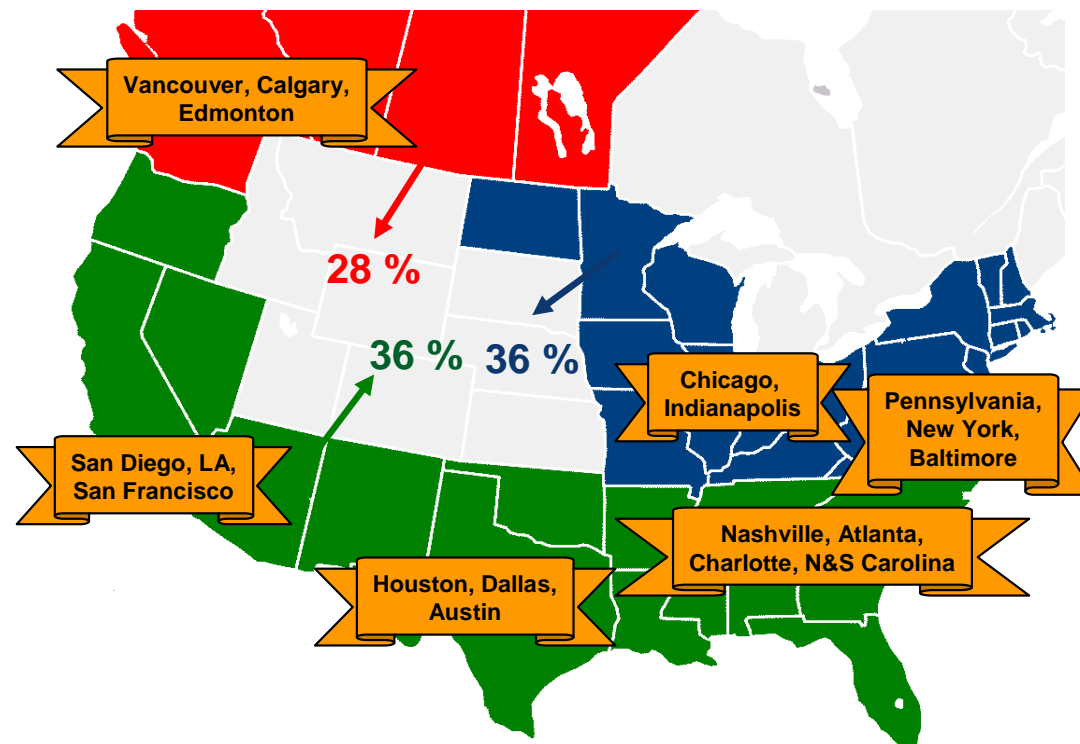 Vancouver, Calgary,
Edmonton
28 %
36 %
36 %
Chicago,
Indianapolis
Pennsylvania,
New York,
Baltimore
San Diego, LA,
San Francisco
Nashville, Atlanta,
Charlotte, N&S Carolina
Houston, Dallas,
Austin